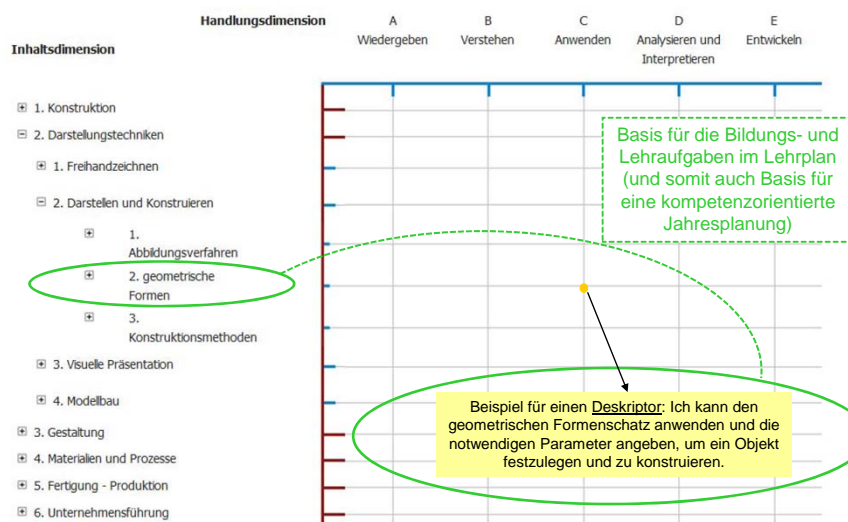 Handlungsdimension
A
Wiedergeben
B
Verstehen
C
Anwenden
D
Analysieren und
Interpretieren
E
Entwickeln
Inhaltsdimension
1. Konstruktion
2. Darstellungstechniken
1. Freihandzeichnen
2. Darstellen und Konstruieren
1.
Abbildungsverfahren
2. geometrische
Formen
3.
Konstruktionsmethoden
3. Visuelle Präsentation
4. Modellbau
3. Gestaltung
4. Materialien und Prozesse
5. Fertigung - Produktion
6. Unternehmensführung
Basis für die Bildungs- und
Lehraufgaben im Lehrplan
(und somit auch Basis für
eine kompetenzorientierte
Jahresplanung)
Beispiel für einen Deskriptor: Ich kann den
geometrischen Formenschatz anwenden und die
notwendigen Parameter angeben, um ein Objekt
festzulegen und zu konstruieren.